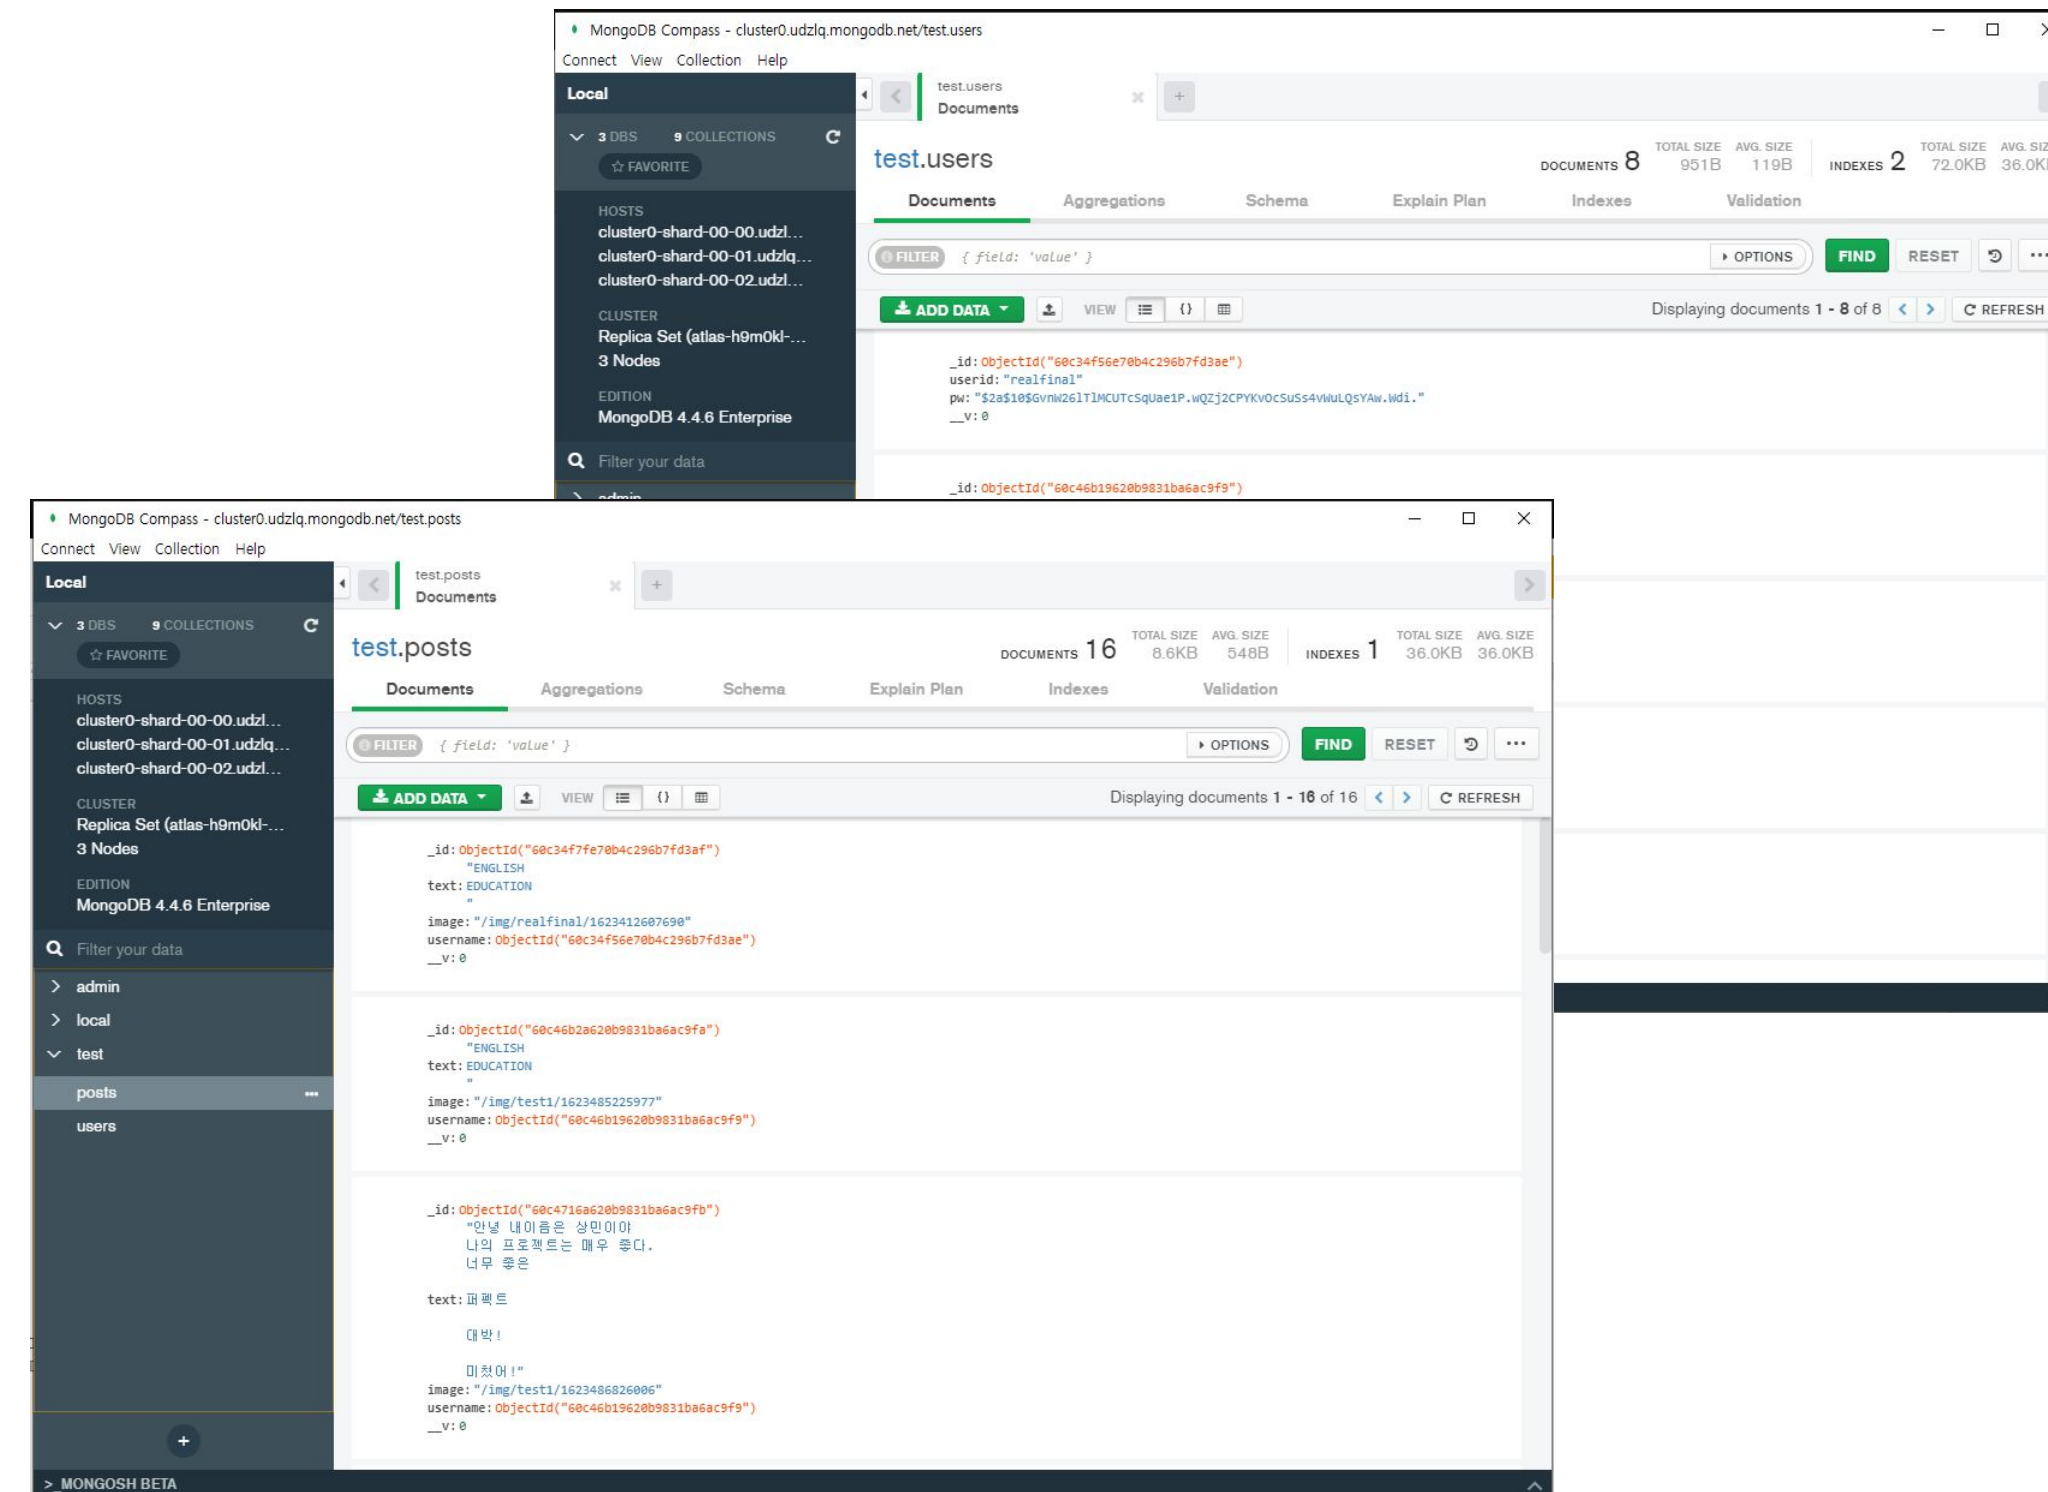 MongoDB Compass - cluster0.udzlq.mongodb.net/test.users
Connect View Collection Help
Local
3 DBS 9 COLLECTIONS
FAVORITE
HOSTS
cluster0-shard-00-00.udzl...
cluster0-shard-00-01.udzlq...
cluster0-shard-00-02.udzl...
CLUSTER
Replica Set (atlas-h9m0kl-...
3 Nodes
EDITION
MongoDB 4.4.6 Enterprise
Filter your data
admin
test.users
Documents
test.users
DOCUMENTS 8 TOTAL SIZE 951B AVG. SIZE 119B INDEXES 2 TOTAL SIZE 72.0KB AVG. SIZ 36.0K
Documents Aggregations Schema Explain Plan Indexes Validation
FILTER { field: 'value' } OPTIONS FIND RESET ...
ADD DATA VIEW {} Displaying documents 1 - 8 of 8 REFRESH
_id: ObjectId("60c34f56e70b4c296b7fd3ae")
userid: "realfinal"
pw: "$2a$10$GvnW26lTlMCUTcSqUae1P.wQZj2CPYKvOcSuSs4vWuLQsYAw.Wdi."
__v: 0
_id: ObjectId("60c46b19620b9831ba6ac9f9")
MongoDB Compass - cluster0.udzlq.mongodb.net/test.posts
Connect View Collection Help
Local
3 DBS 9 COLLECTIONS
FAVORITE
HOSTS
cluster0-shard-00-00.udzl...
cluster0-shard-00-01.udzlq...
cluster0-shard-00-02.udzl...
CLUSTER
Replica Set (atlas-h9m0kl-...
3 Nodes
EDITION
MongoDB 4.4.6 Enterprise
Filter your data
admin
local
test
posts
users
test.posts
Documents
test.posts
DOCUMENTS 16 TOTAL SIZE 8.6KB AVG. SIZE 548B INDEXES 1 TOTAL SIZE 36.0KB AVG. SIZE 36.0KB
Documents Aggregations Schema Explain Plan Indexes Validation
FILTER { field: 'value' } OPTIONS FIND RESET ...
ADD DATA VIEW {} Displaying documents 1 - 16 of 16 REFRESH
_id: ObjectId("60c34f7fe70b4c296b7fd3af")
"ENGLISH
text: EDUCATION
"
image: "/img/realfinal/1623412607690"
username: ObjectId("60c34f56e70b4c296b7fd3ae")
__v: 0
_id: ObjectId("60c46b2a620b9831ba6ac9fa")
"ENGLISH
text: EDUCATION
"
image: "/img/test1/1623485225977"
username: ObjectId("60c46b19620b9831ba6ac9f9")
__v: 0
_id: ObjectId("60c4716a620b9831ba6ac9fb")
"안녕 내이름은 상민이야
나의 프로젝트는 매우 좋다.
너무 좋은
text: 퍼펙트
대박!
미쳤어!"
image: "/img/test1/1623486826006"
username: ObjectId("60c46b19620b9831ba6ac9f9")
__v: 0
>_MONGOSH BETA